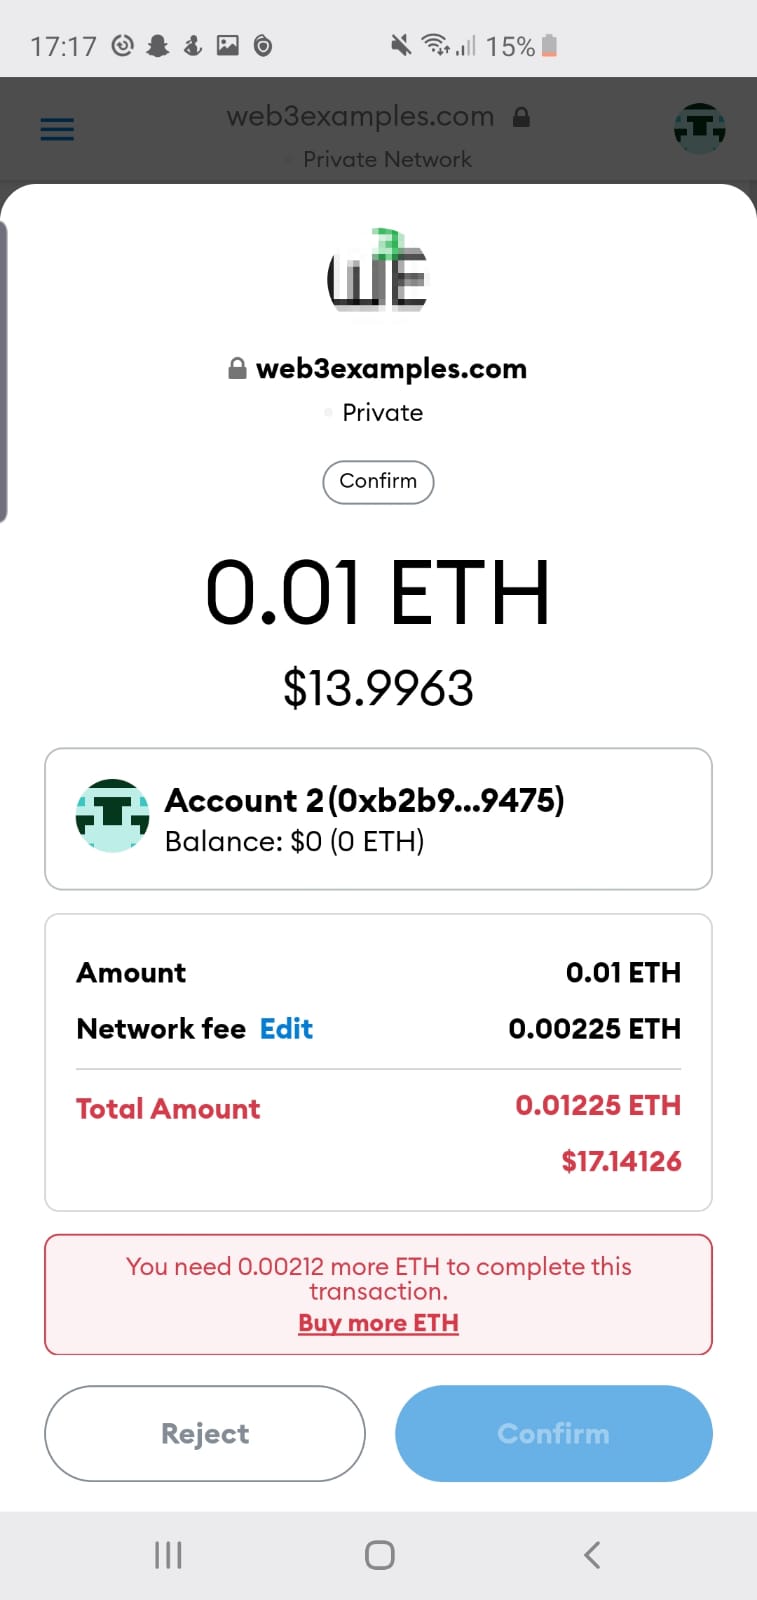 17:17 15%
web3examples.com
Private Network
W3E
web3examples.com
Private
Confirm
0.01 ETH
$13.9963
Account 2 (0xb2b9...9475)
Balance: $0 (0 ETH)
Amount 0.01 ETH
Network fee Edit 0.00225 ETH
Total Amount 0.01225 ETH
$17.14126
You need 0.00212 more ETH to complete this
transaction.
Buy more ETH
Reject Confirm